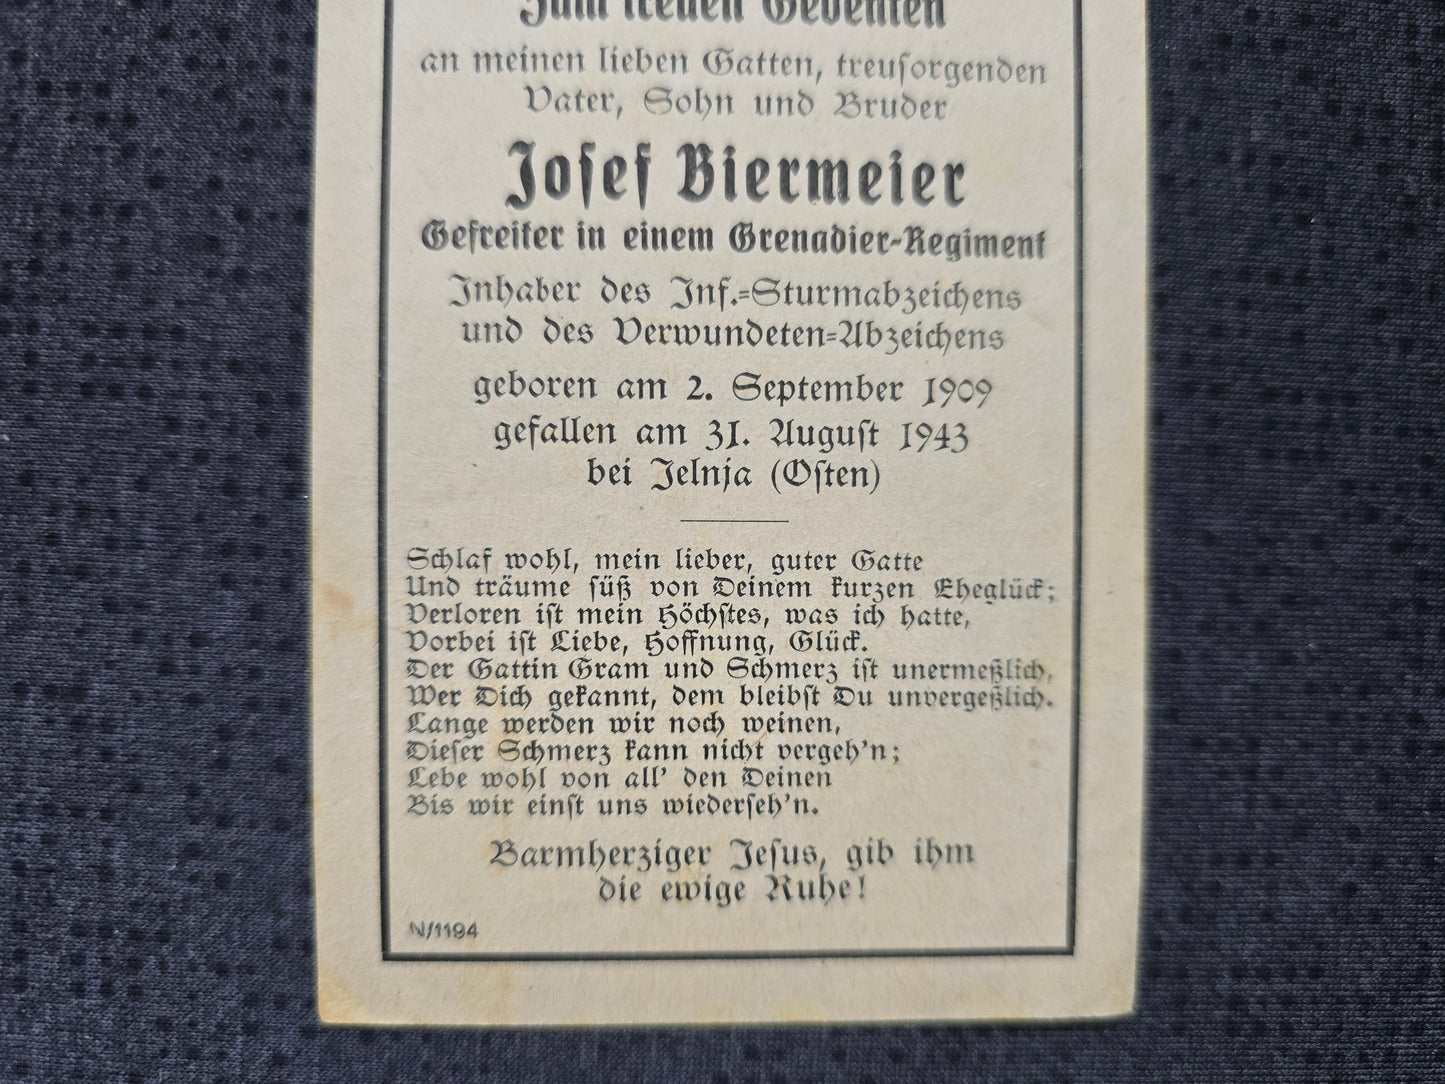 Zum treuen Gedenken
an meinen lieben Gatten, treusorgenden
Vater, Sohn und Bruder
Josef Biermeier
Gefreiter in einem Grenadier-Regiment
Inhaber des Inf.=Sturmabzeichens
und des Verwundeten=Abzeichens
geboren am 2. September 1909
gefallen am 31. August 1943
bei Jelnja (Osten)
Schlaf wohl, mein lieber, guter Gatte
Und träume süß von Deinem kurzen Eheglück;
Verloren ist mein Höchstes, was ich hatte,
Vorbei ist Liebe, Hoffnung, Glück.
Der Gattin Gram und Schmerz ist unermeßlich,
Wer Dich gekannt, dem bleibst Du unvergeßlich.
Lange werden wir noch weinen,
Dieser Schmerz kann nicht vergeh'n;
Lebe wohl von all' den Deinen
Bis wir einst uns wiederseh'n.
Barmherziger Jesus, gib ihm
die ewige Ruhe!
N/1194